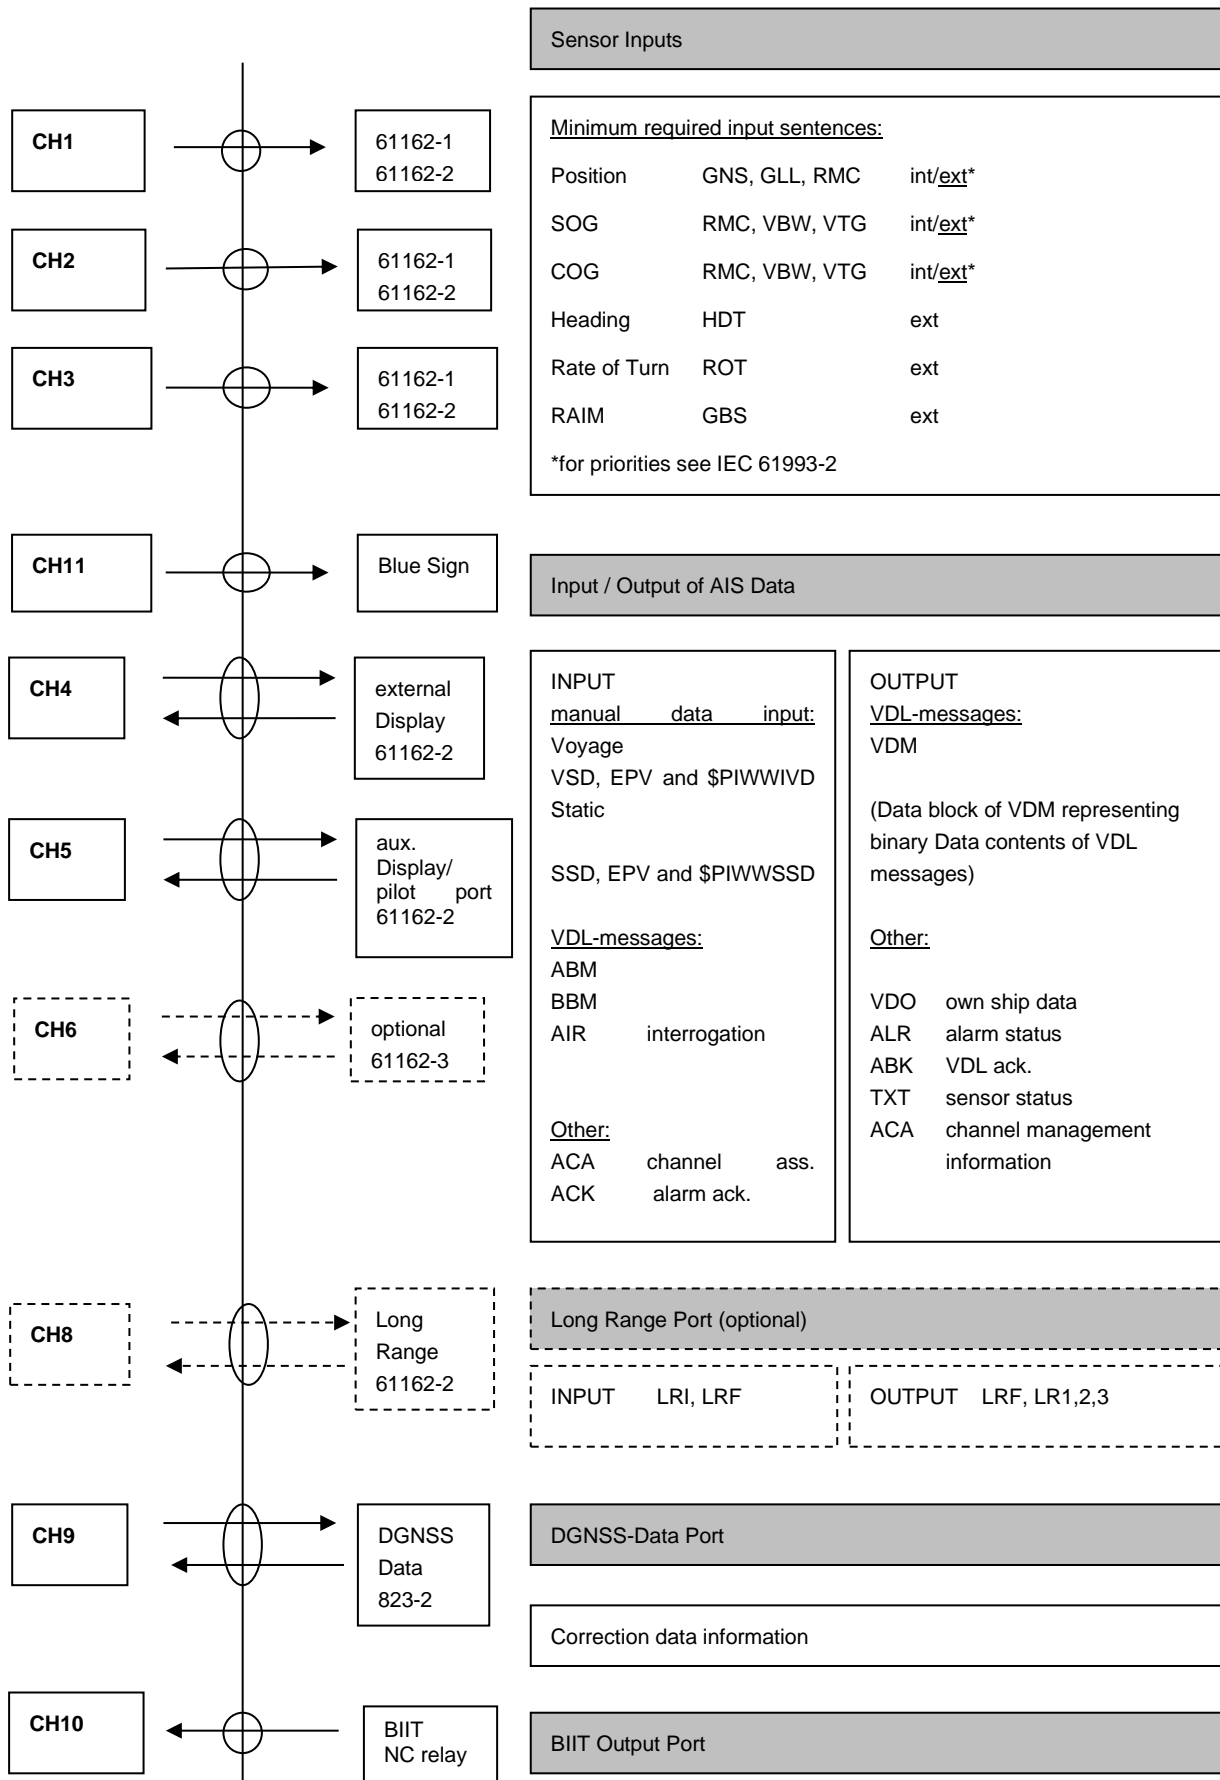 Sensor Inputs
CH1
61162-1
61162-2
Minimum required input sentences:
Position GNS, GLL, RMC int/ext*
SOG RMC, VBW, VTG int/ext*
COG RMC, VBW, VTG int/ext*
Heading HDT ext
Rate of Turn ROT ext
RAIM GBS ext
*for priorities see IEC 61993-2
CH2
61162-1
61162-2
CH3
61162-1
61162-2
CH11
Blue Sign
Input / Output of AIS Data
CH4
external
Display
61162-2
CH5
aux.
Display/
pilot port
61162-2
CH6
optional
61162-3
INPUT
manual data input:
Voyage
VSD, EPV and $PIWWIVD
Static
SSD, EPV and $PIWWSSD
VDL-messages:
ABM
BBM
AIR interrogation
Other:
ACA channel ass.
ACK alarm ack.
OUTPUT
VDL-messages:
VDM
(Data block of VDM representing
binary Data contents of VDL
messages)
Other:
VDO own ship data
ALR alarm status
ABK VDL ack.
TXT sensor status
ACA channel management
information
CH8
Long
Range
61162-2
Long Range Port (optional)
INPUT LRI, LRF
OUTPUT LRF, LR1,2,3
CH9
DGNSS
Data
823-2
DGNSS-Data Port
Correction data information
CH10
BIIT
NC relay
BIIT Output Port